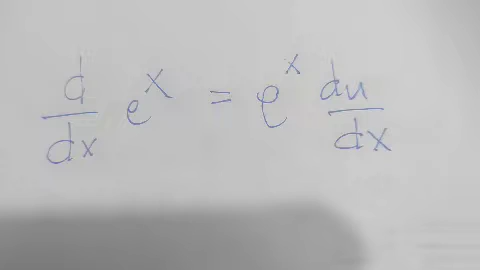 d/dx e^x = e^x du/dx